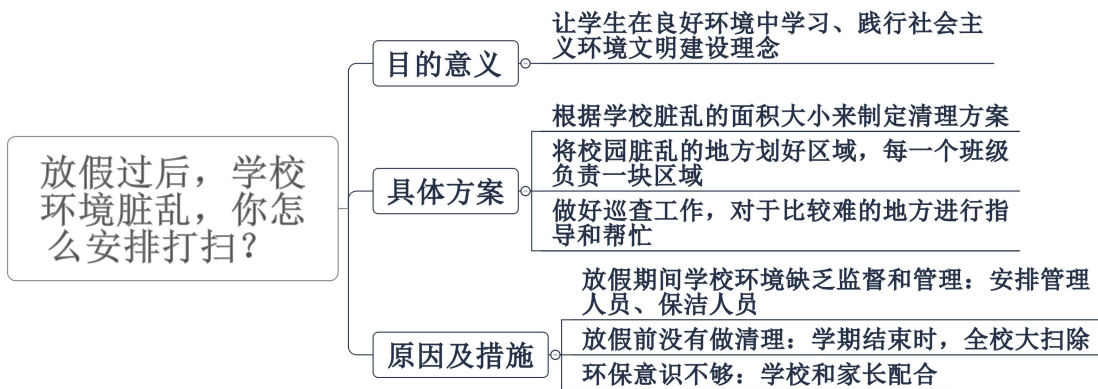 放假过后，学校
环境脏乱，你怎
么安排打扫？
目的意义
让学生在良好环境中学习、践行社会主
义环境文明建设理念
具体方案
根据学校脏乱的面积大小来制定清理方案
将校园脏乱的地方划好区域，每一个班级
负责一块区域
做好巡查工作，对于比较难的地方进行指
导和帮忙
原因及措施
放假期间学校环境缺乏监督和管理：安排管理
人员、保洁人员
放假前没有做清理：学期结束时，全校大扫除
环保意识不够：学校和家长配合